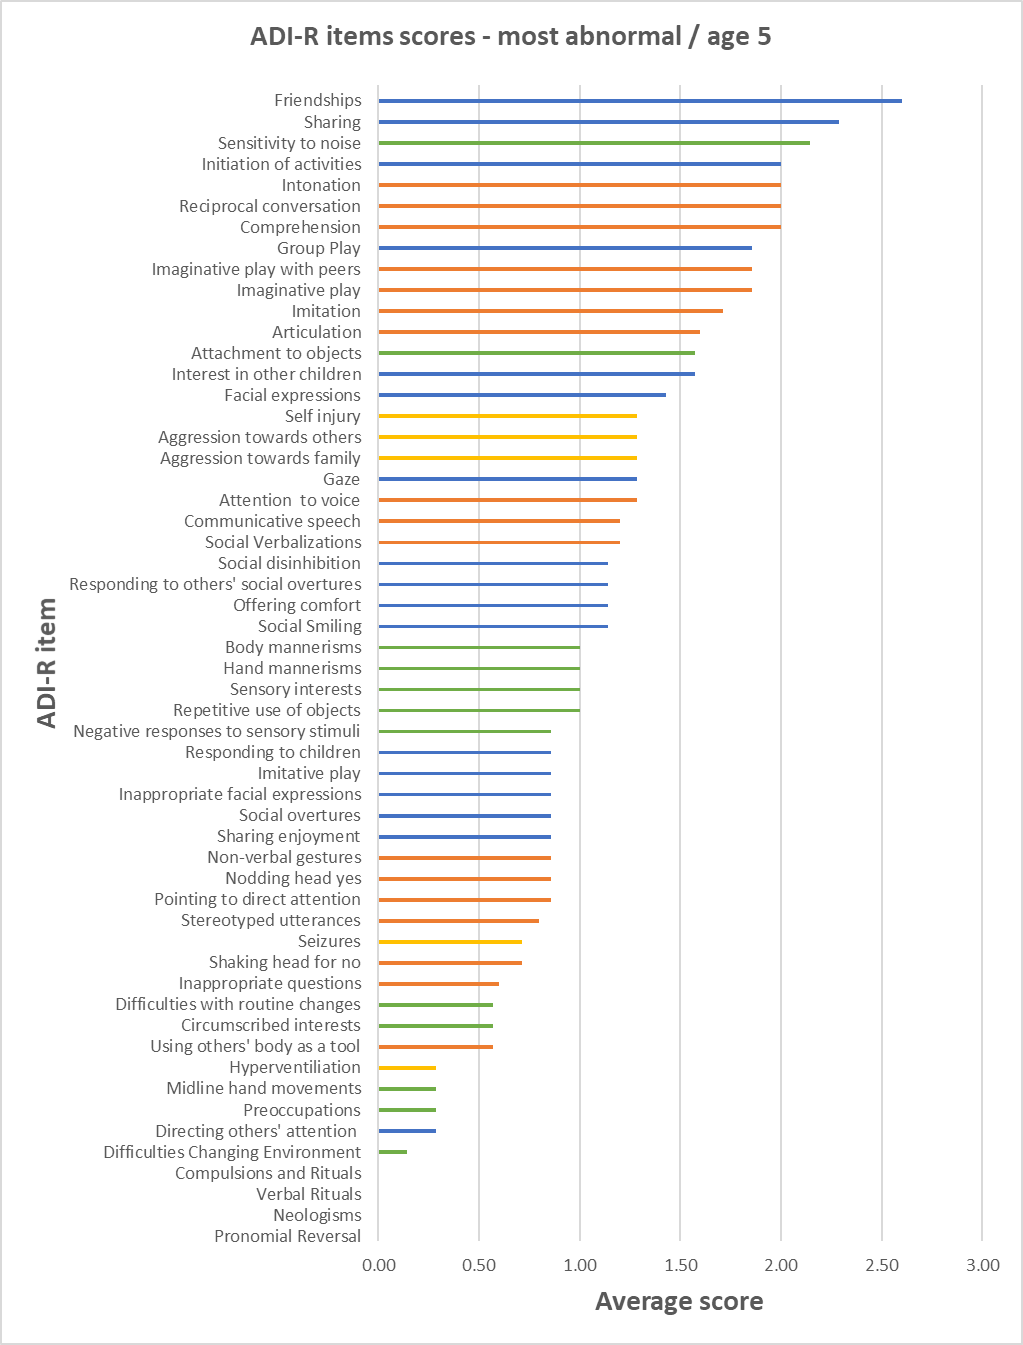 ADI-R items scores - most abnormal / age 5
Friendships
Sharing
Sensitivity to noise
Initiation of activities
Intonation
Reciprocal conversation
Comprehension
Group Play
Imaginative play with peers
Imaginative play
Imitation
Articulation
Attachment to objects
Interest in other children
Facial expressions
Self injury
Aggression towards others
Aggression towards family
Gaze
Attention  to voice
Communicative speech
Social Verbalizations
Social disinhibition
Responding to others' social overtures
Offering comfort
Social Smiling
Body mannerisms
Hand mannerisms
Sensory interests
Repetitive use of objects
Negative responses to sensory stimuli
Responding to children
Imitative play
Inappropriate facial expressions
Social overtures
Sharing enjoyment
Non-verbal gestures
Nodding head yes
Pointing to direct attention
Stereotyped utterances
Seizures
Shaking head for no
Inappropriate questions
Difficulties with routine changes
Circumscribed interests
Using others' body as a tool
Hyperventiliation
Midline hand movements
Preoccupations
Directing others' attention
Difficulties Changing Environment
Compulsions and Rituals
Verbal Rituals
Neologisms
Pronomial Reversal
ADI-R item
0.00 0.50 1.00 1.50 2.00 2.50 3.00
Average score